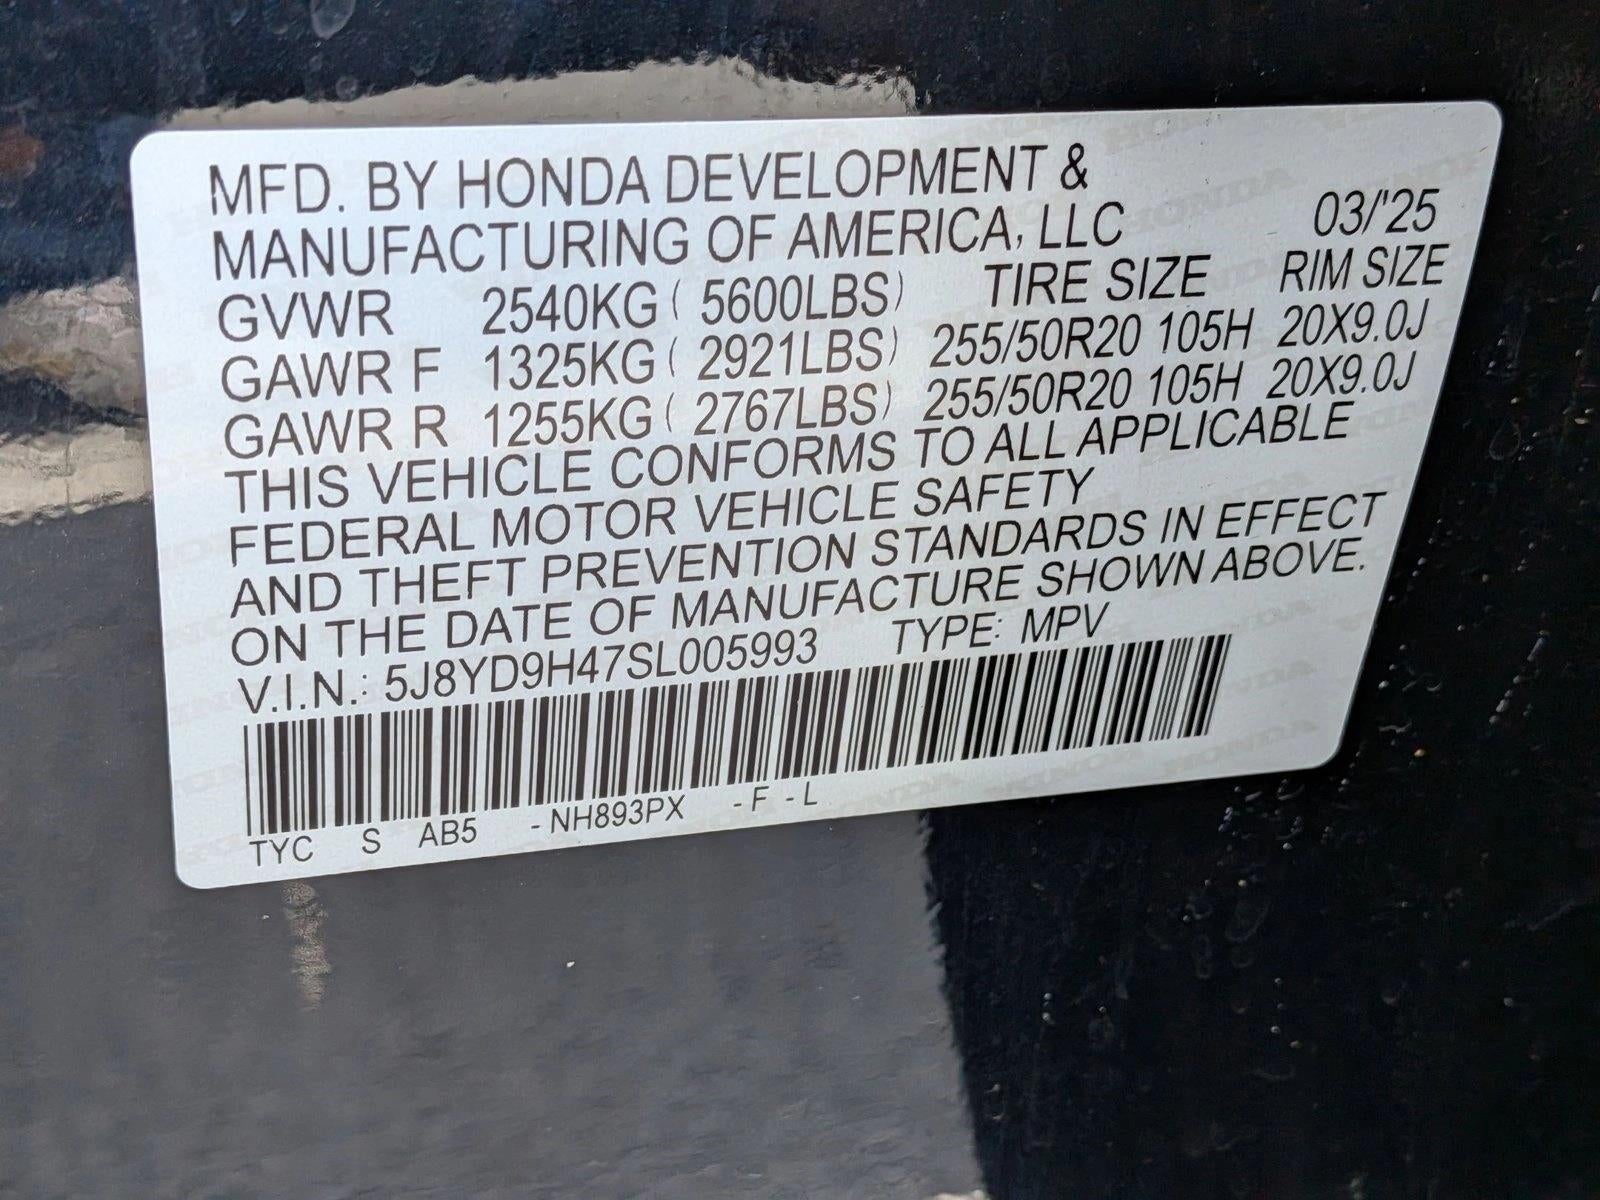 MFD. BY HONDA DEVELOPMENT &
MANUFACTURING OF AMERICA, LLC 03/'25
GVWR 2540KG ( 5600LBS) TIRE SIZE RIM SIZE
GAWR F 1325KG ( 2921LBS) 255/50R20 105H 20X9.0J
GAWR R 1255KG ( 2767LBS) 255/50R20 105H 20X9.0J
THIS VEHICLE CONFORMS TO ALL APPLICABLE
FEDERAL MOTOR VEHICLE SAFETY
AND THEFT PREVENTION STANDARDS IN EFFECT
ON THE DATE OF MANUFACTURE SHOWN ABOVE.
V.I.N.: 5J8YD9H47SL005993 TYPE: MPV
TYC S AB5 - NH893PX - F - L